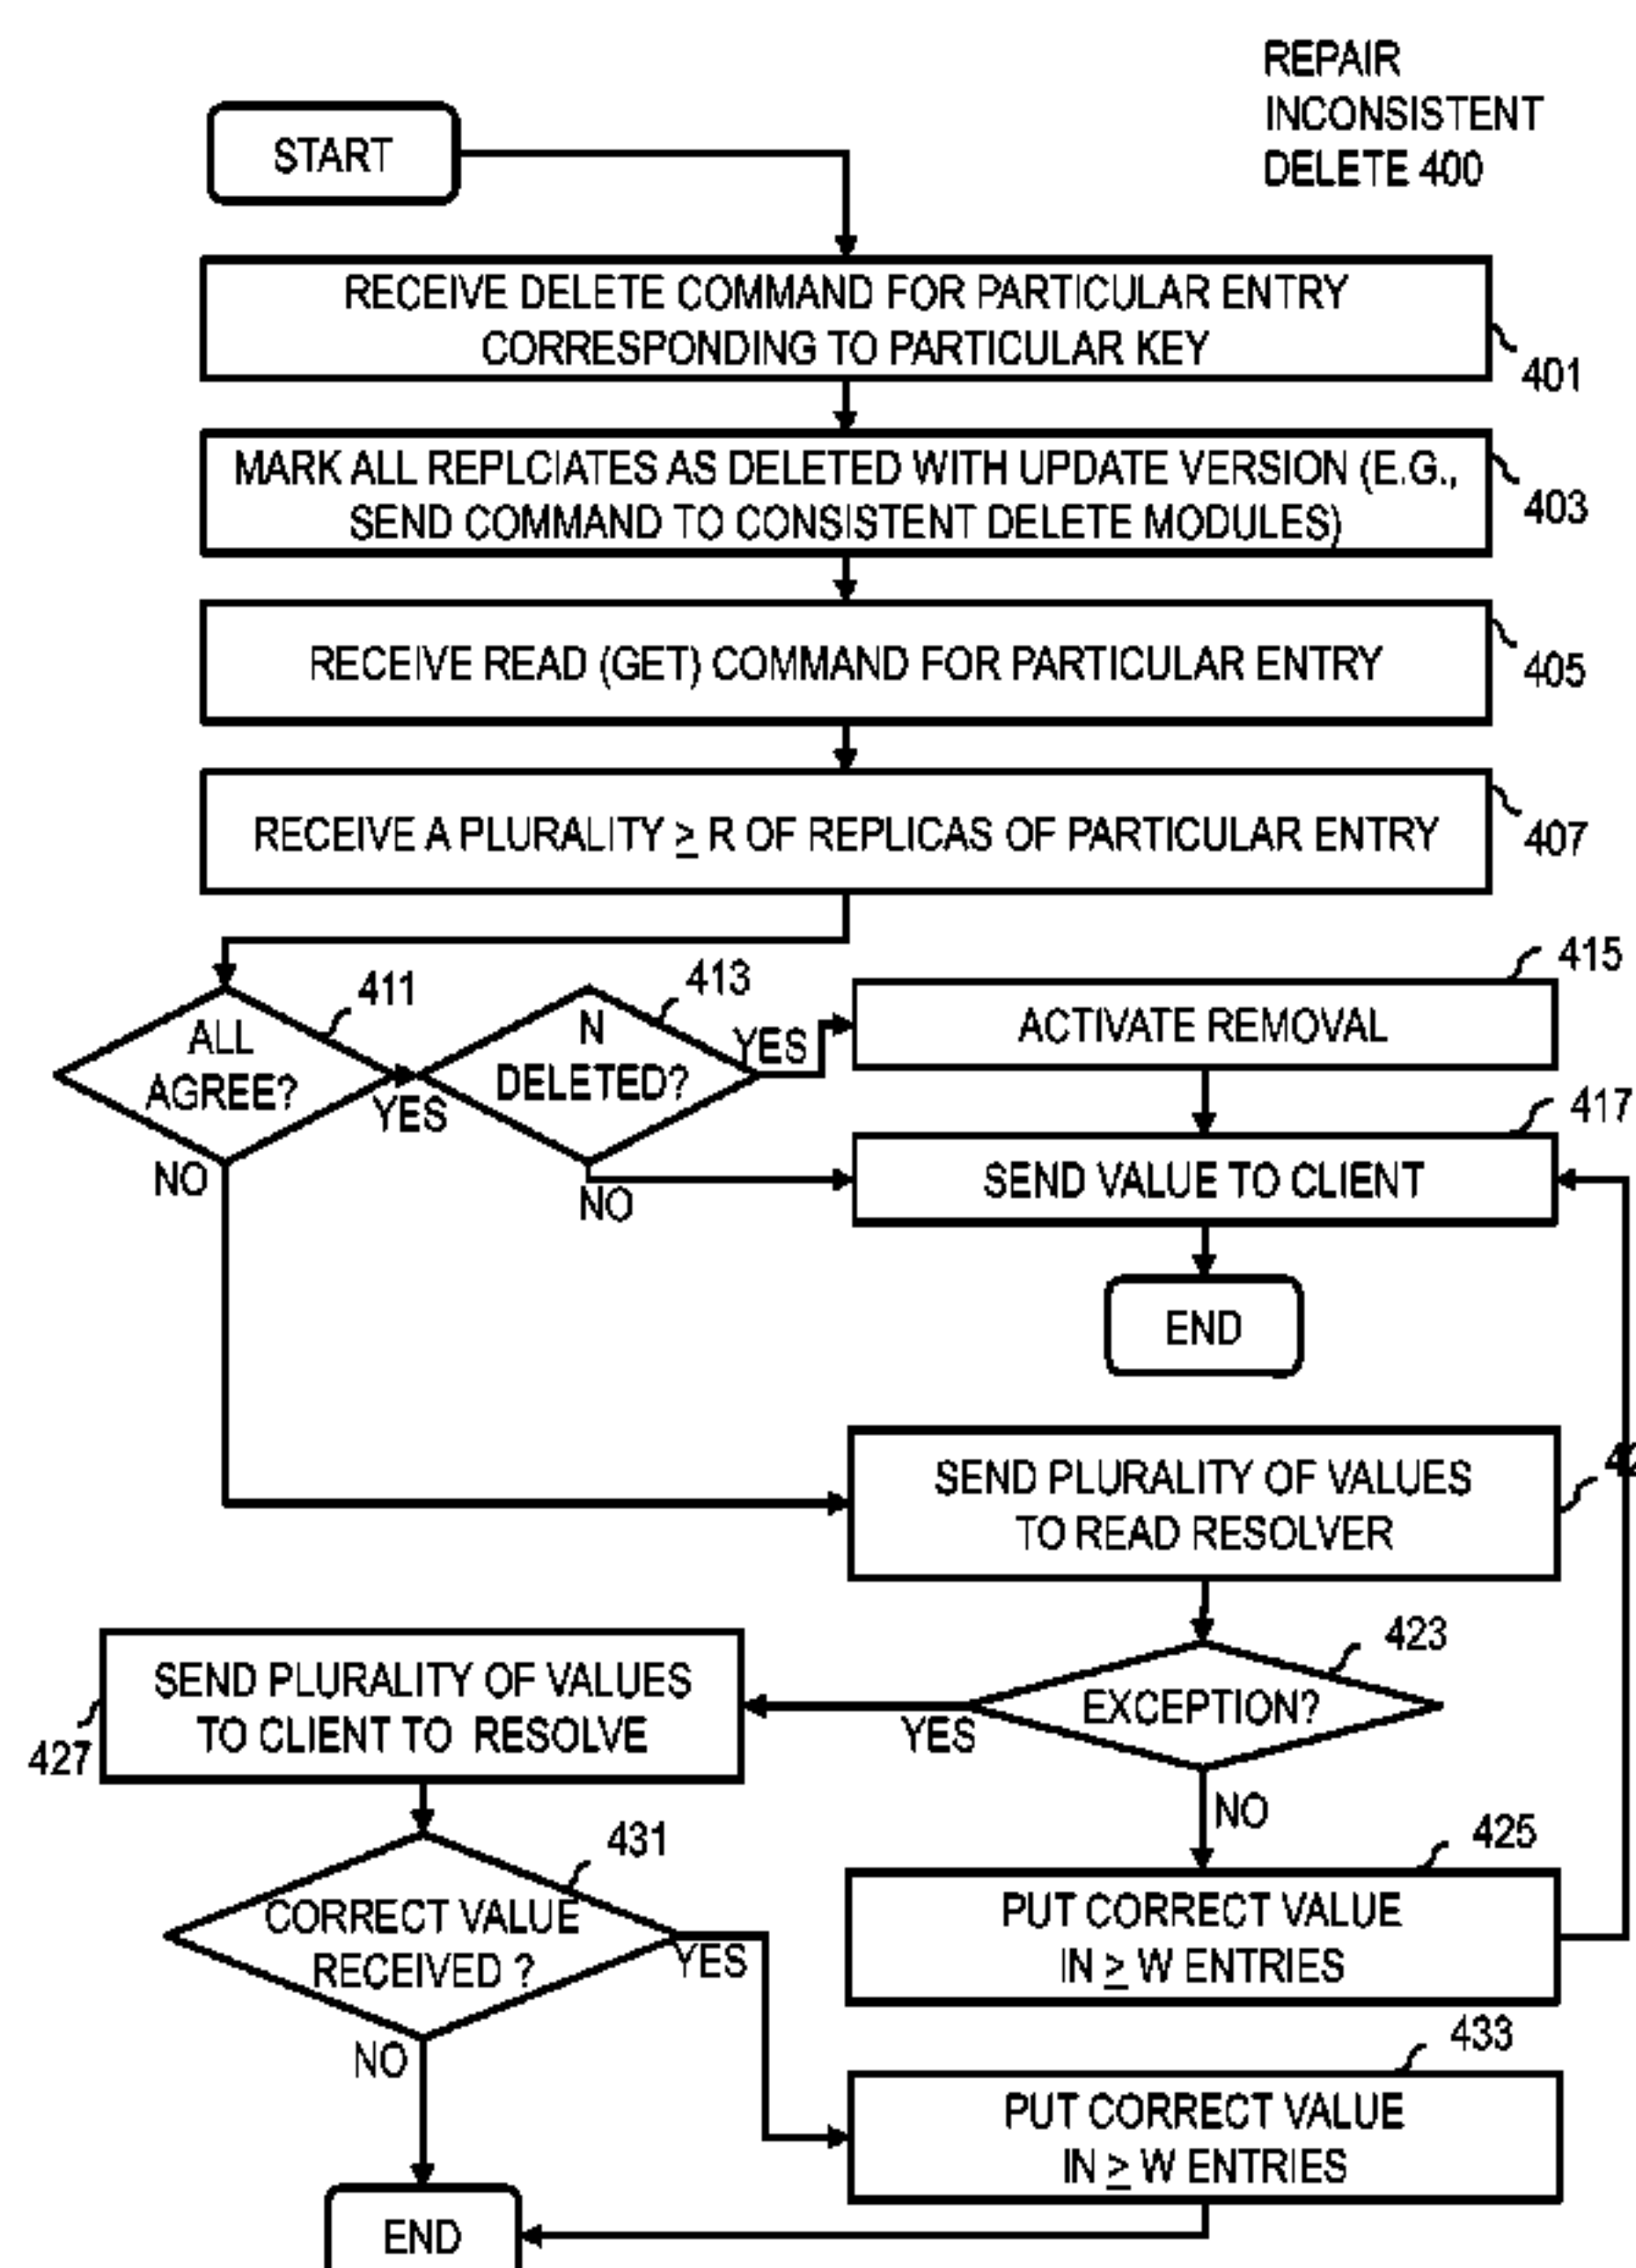 REPAIR
INCONSISTENT
DELETE 400
START
RECEIVE DELETE COMMAND FOR PARTICULAR ENTRY
CORRESPONDING TO PARTICULAR KEY
401
MARK ALL REPLCIATES AS DELETED WITH UPDATE VERSION (E.G.,
SEND COMMAND TO CONSISTENT DELETE MODULES)
403
RECEIVE READ (GET) COMMAND FOR PARTICULAR ENTRY
405
RECEIVE A PLURALITY ≥ R OF REPLICAS OF PARTICULAR ENTRY
407
ALL
AGREE?
411
YES
NO
N
DELETED?
413
YES
NO
ACTIVATE REMOVAL
415
SEND VALUE TO CLIENT
417
END
SEND PLURALITY OF VALUES
TO READ RESOLVER
EXCEPTION?
423
YES
NO
SEND PLURALITY OF VALUES
TO CLIENT TO RESOLVE
427
PUT CORRECT VALUE
IN ≥ W ENTRIES
425
CORRECT VALUE
RECEIVED ?
431
YES
NO
PUT CORRECT VALUE
IN ≥ W ENTRIES
433
END